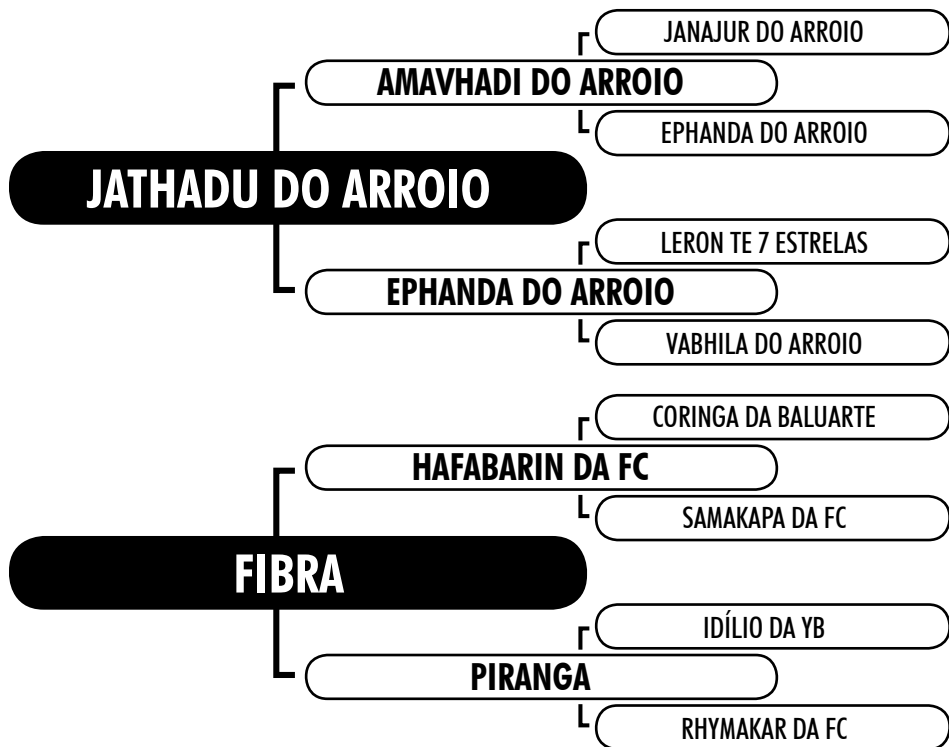 JANAJUR DO ARROIO
AMAVHADI DO ARROIO
EPHANDA DO ARROIO
JATHADU DO ARROIO
LERON TE 7 ESTRELAS
EPHANDA DO ARROIO
VABHILA DO ARROIO
CORINGA DA BALUARTE
HAFABARIN DA FC
SAMAKAPA DA FC
FIBRA
IDÍLIO DA YB
PIRANGA
RHYMAKAR DA FC